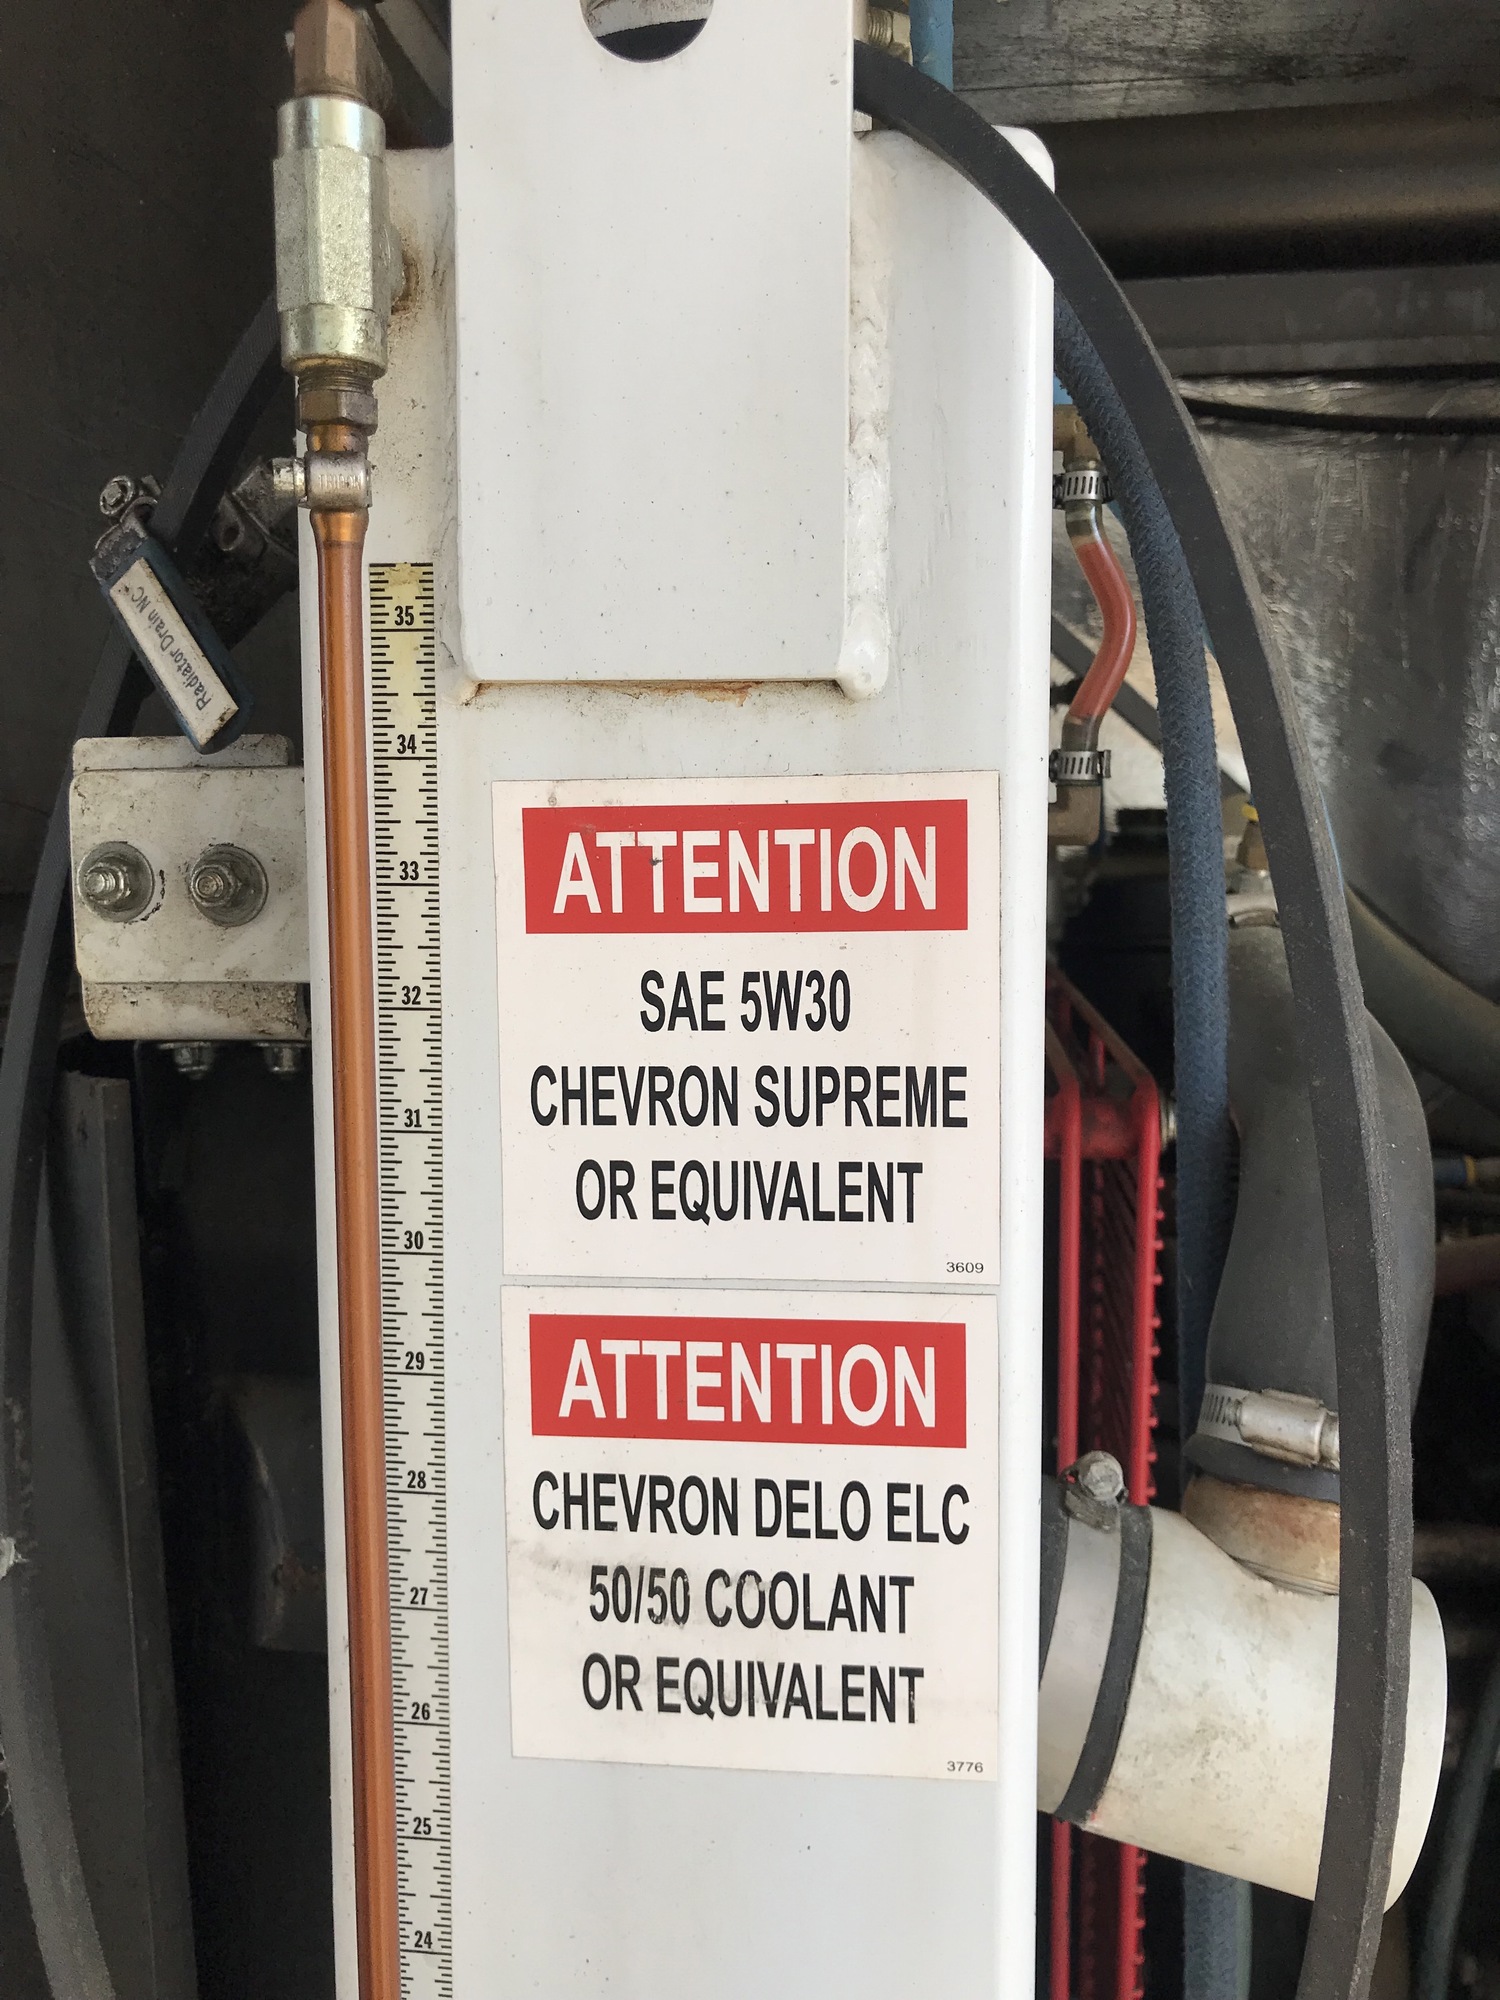 Radiator Drain NC
35
34
33
32
31
30
29
28
27
26
25
24
ATTENTION
SAE 5W30
CHEVRON SUPREME
OR EQUIVALENT
3609
ATTENTION
CHEVRON DELO ELC
50/50 COOLANT
OR EQUIVALENT
3776